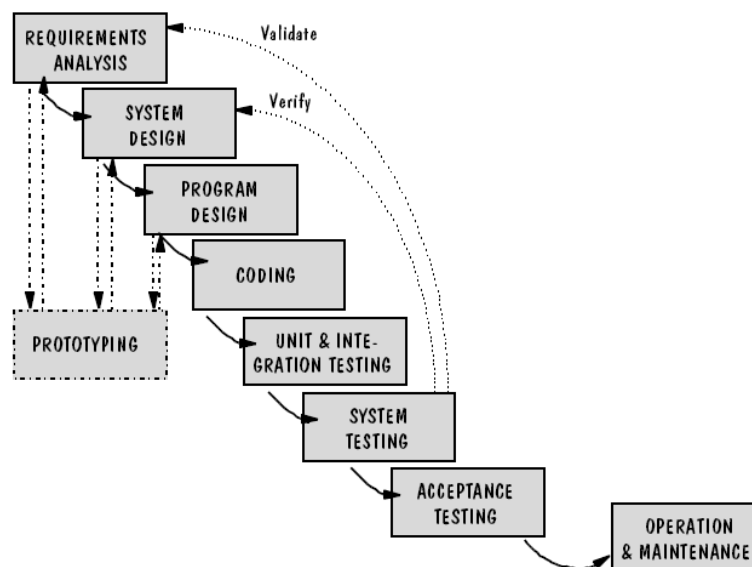 REQUIREMENTS
ANALYSIS
Validate
SYSTEM
DESIGN
Verify
PROGRAM
DESIGN
CODING
PROTOTYPING
UNIT & INTE-
GRATION TESTING
SYSTEM
TESTING
ACCEPTANCE
TESTING
OPERATION
& MAINTENANCE